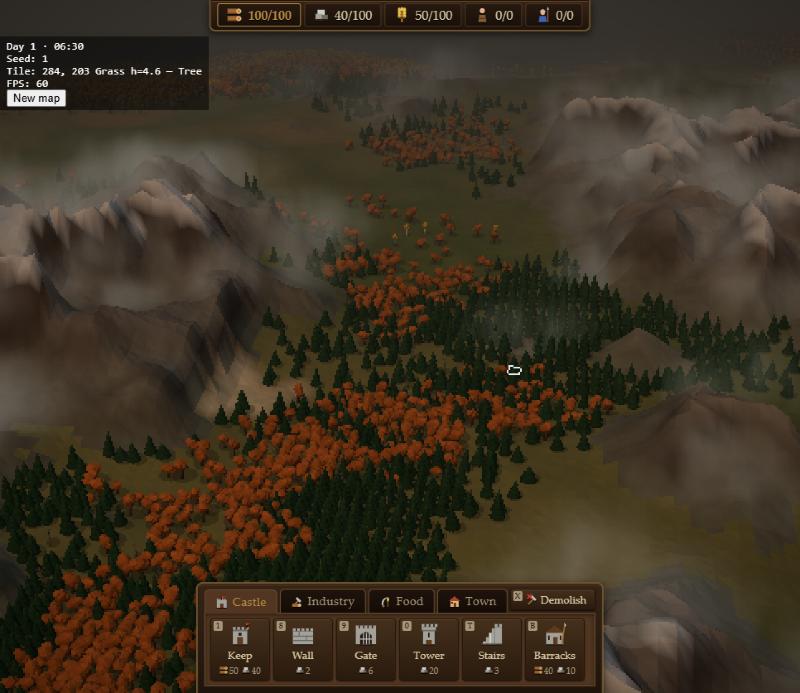 100/100 40/100 50/100 0/0 0/0
Day 1 · 06:30
Seed: 1
Tile: 284, 203 Grass h=4.6 — Tree
FPS: 60
New map
Castle Industry Food Town X Demolish
1 8 9 0 T B
Keep Wall Gate Tower Stairs Barracks
50 40 2 6 20 3 40 10